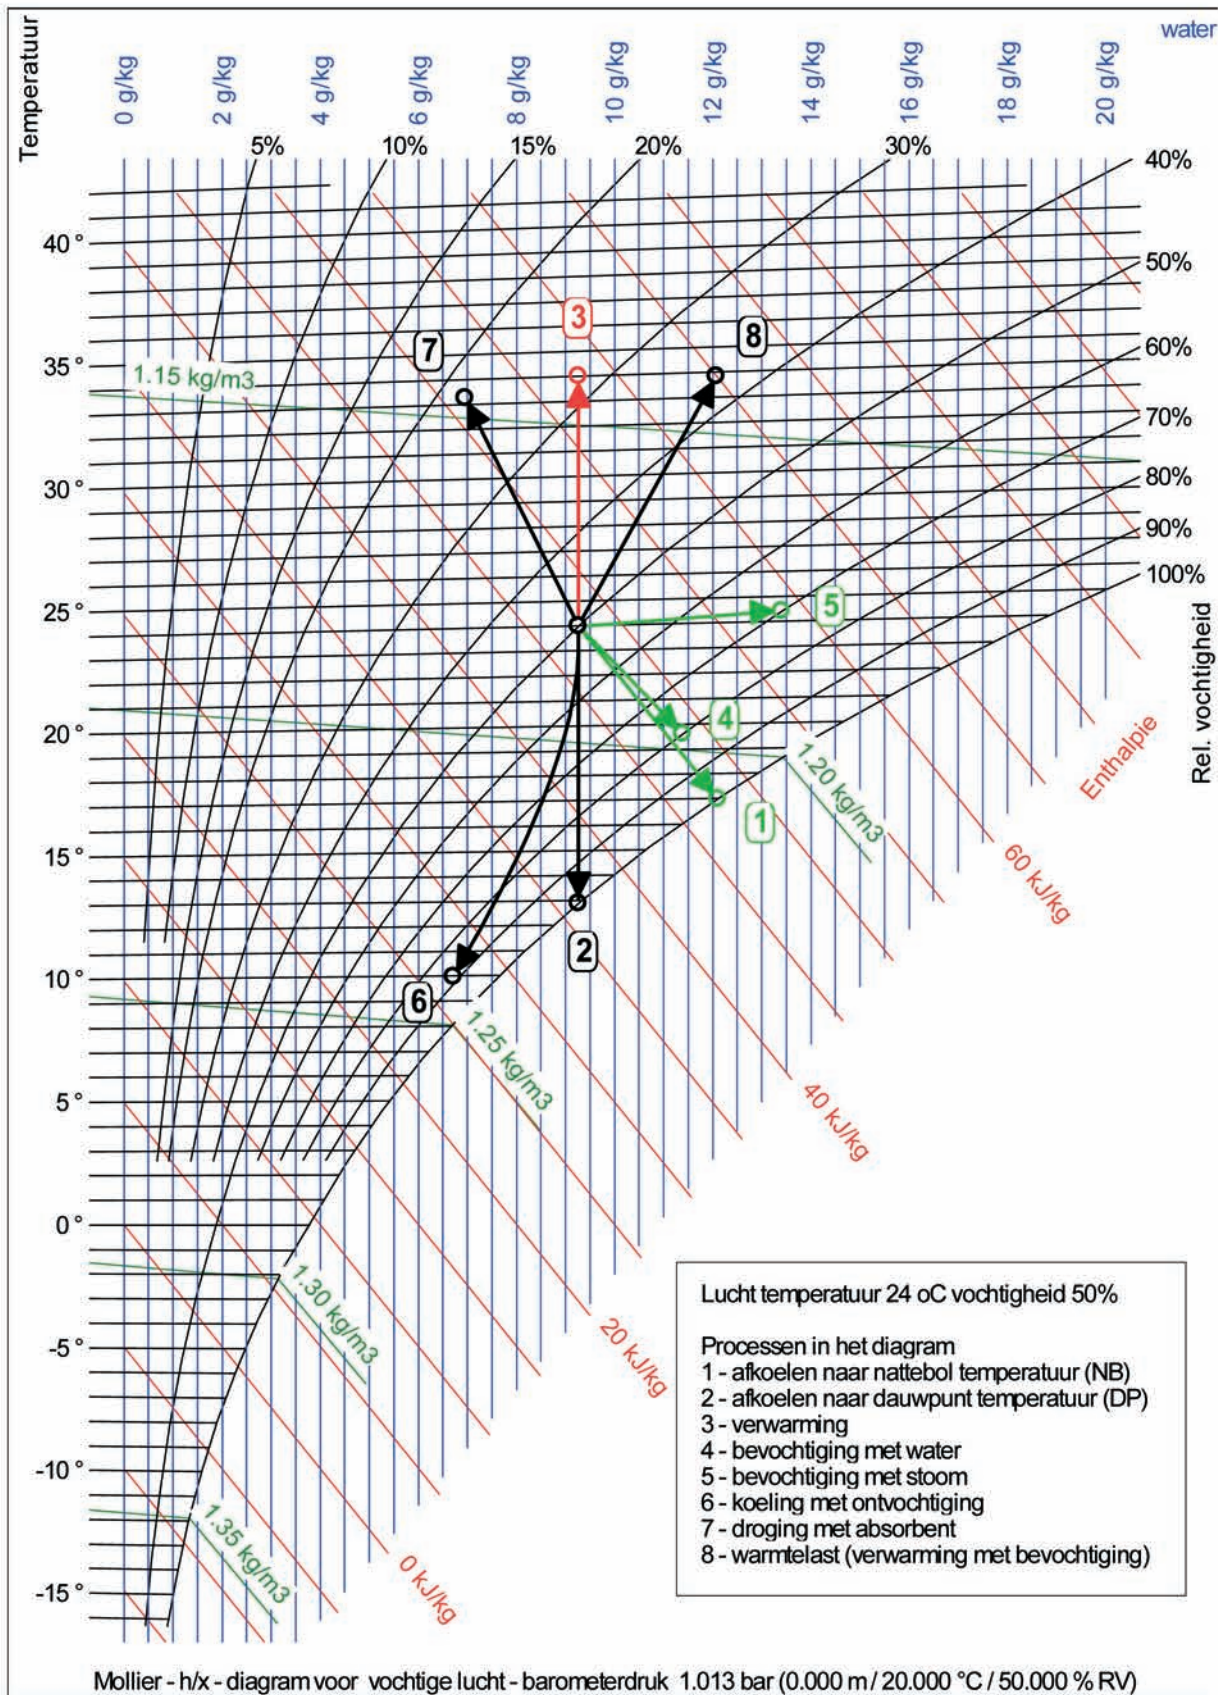 water
Temperatuur
0 g/kg
2 g/kg
4 g/kg
6 g/kg
8 g/kg
10 g/kg
12 g/kg
14 g/kg
16 g/kg
18 g/kg
20 g/kg
5%
10%
15%
20%
30%
40%
50%
60%
70%
80%
90%
100%
Rel. vochtigheid
40 °
35 °
30 °
25 °
20 °
15 °
10 °
5 °
0 °
-5 °
-10 °
-15 °
1.15 kg/m3
1.20 kg/m3
1.25 kg/m3
1.30 kg/m3
1.35 kg/m3
7
3
8
5
4
1
2
6
Enthalpie
60 kJ/kg
40 kJ/kg
20 kJ/kg
0 kJ/kg
Lucht temperatuur 24 oC vochtigheid 50%
Processen in het diagram
1 - afkoelen naar nattebol temperatuur (NB)
2 - afkoelen naar dauwpunt temperatuur (DP)
3 - verwarming
4 - bevochtiging met water
5 - bevochtiging met stoom
6 - koeling met ontvochtiging
7 - droging met absorbent
8 - warmtelast (verwarming met bevochtiging)
Mollier - h/x - diagram voor vochtige lucht - barometerdruk 1.013 bar (0.000 m / 20.000 °C / 50.000 % RV)